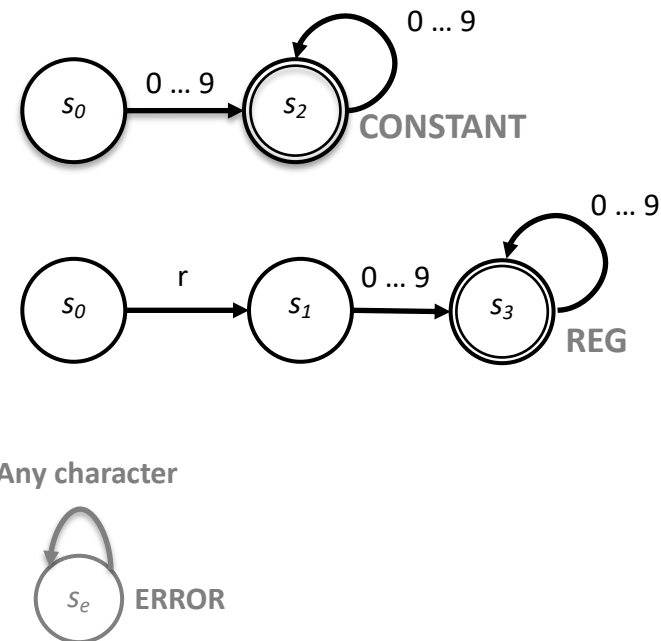 0 … 9
s0 0 … 9 s2
CONSTANT
0 … 9
s0 r s1 0 … 9 s3
REG
Any character
se ERROR